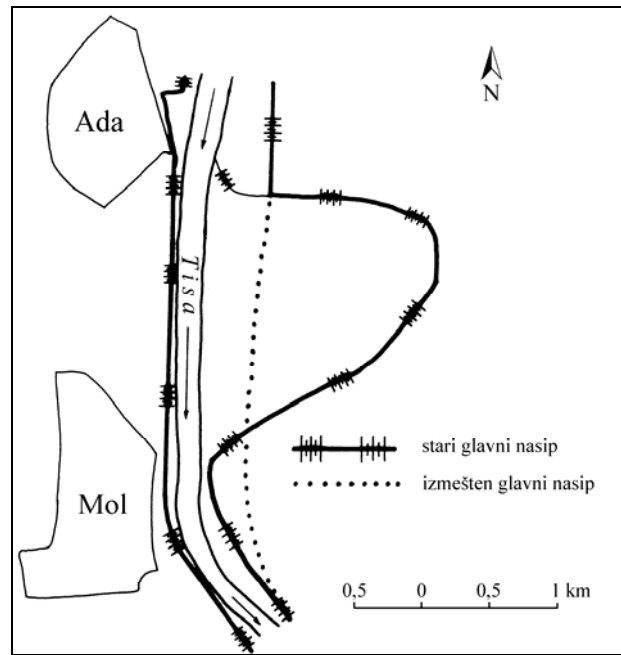 Ada
N
Tisa
stari glavni nasip
izmešten glavni nasip
Mol
0,5 0 0,5 1 km